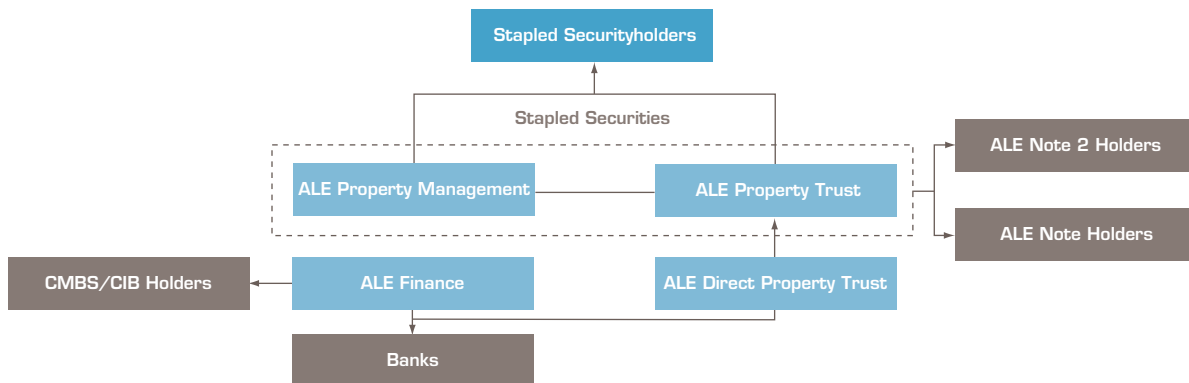 Stapled Securityholders
Stapled Securities
ALE Note 2 Holders
ALE Property Management
ALE Property Trust
ALE Note Holders
CMBS/CIB Holders
ALE Finance
ALE Direct Property Trust
Banks